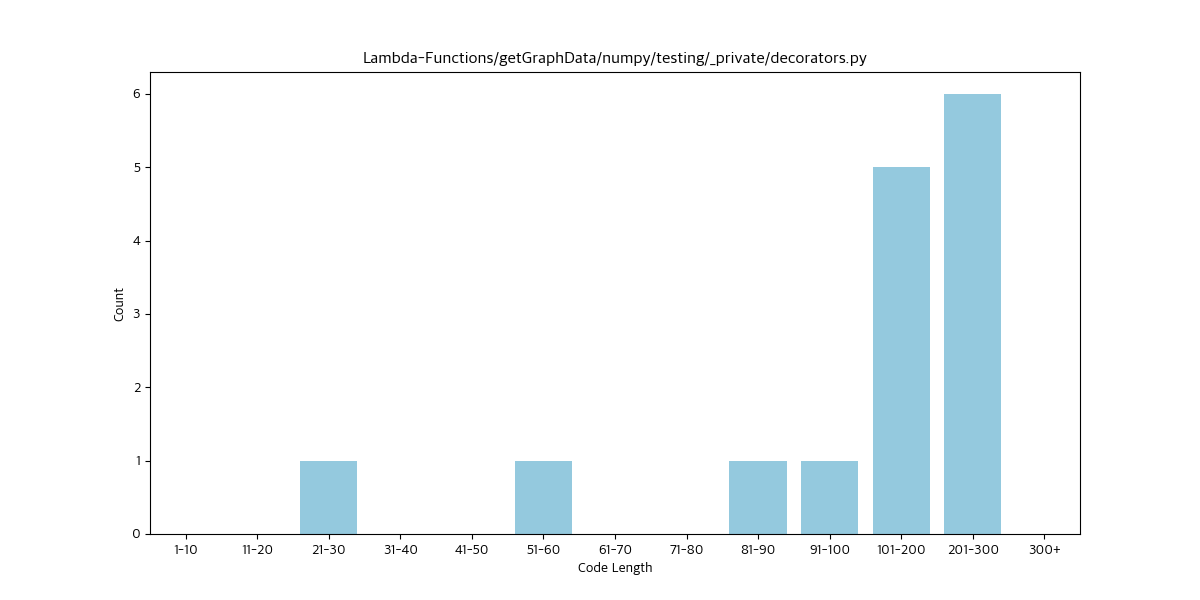 Lambda-Functions/getGraphData/numpy/testing/_private/decorators.py
6
5
4
3
2
1
0
Count
1-10 11-20 21-30 31-40 41-50 51-60 61-70 71-80 81-90 91-100 101-200 201-300 300+
Code Length